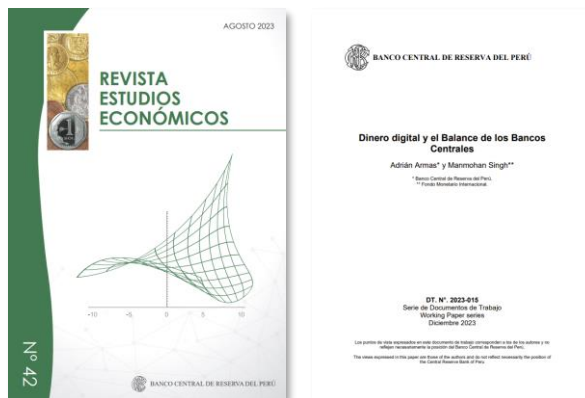 AGOSTO 2023
REVISTA
ESTUDIOS
ECONÓMICOS
1
-10 -5 0 5 10
Nº 42
BANCO CENTRAL DE RESERVA DEL PERÚ
BANCO CENTRAL DE RESERVA DEL PERÚ
Dinero digital y el Balance de los Bancos
Centrales
Adrián Armas* y Manmohan Singh**
* Banco Central de Reserva del Perú.
** Fondo Monetario Internacional.
DT. N°. 2023-015
Serie de Documentos de Trabajo
Working Paper series
Diciembre 2023
Los puntos de vista expresados en este documento de trabajo corresponden a los de los autores y no
reflejan necesariamente la posición del Banco Central de Reserva del Perú.
The views expressed in this paper are those of the authors and do not reflect necessarily the position of
the Central Reserve Bank of Peru